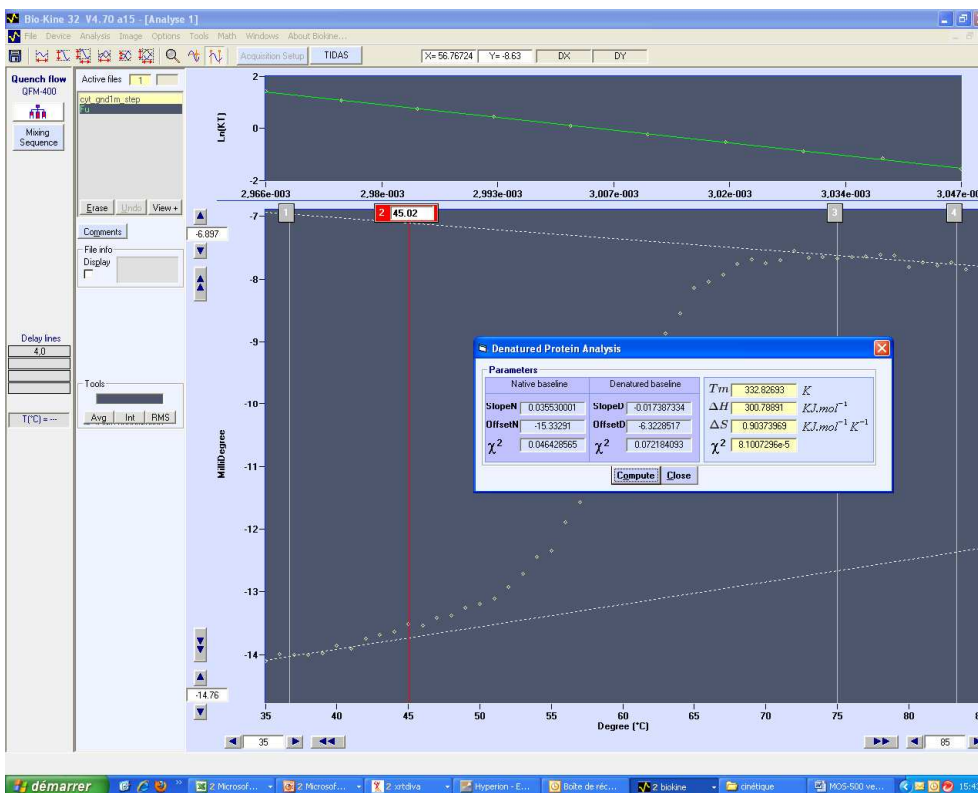 Bio-Kine 32 V4.70 a15 - [Analyse 1]
File Device Analysis Image Options Tools Math Windows About Biokine...
Acquisition Setup TIDAS X= 56.76724 Y= -8.63 DX DY
Quench flow
QFM-400
Mixing
Sequence
Delay lines
4.0
T(°C) = ---
Active files 1
cyt_gnd1m_step
Fu
Erase Undo View +
Comments
File info
Display
Tools
Avg Int RMS
Ln(KT)
2
0
-2
2,966e-003 2,98e-003 2,993e-003 3,007e-003 3,02e-003 3,034e-003 3,047e-003
1 2 45.02 3 4
-6.897
-14.76
MilliDegree
-7
-8
-9
-10
-11
-12
-13
-14
35 40 45 50 55 60 65 70 75 80
Degree (°C)
35 85
Denatured Protein Analysis
Parameters
Native baseline Denatured baseline
SlopeN 0.035530001 SlopeD -0.017387334
OffsetN -15.33291 OffsetD -6.3228517
χ² 0.046428565 χ² 0.072184093
Tm 332.82693 K
ΔH 300.78891 KJ.mol⁻¹
ΔS 0.90373969 KJ.mol⁻¹ K⁻¹
χ² 8.1007296e-5
Compute Close
démarrer 2 Microsof... 2 Microsof... 2 xrtdiva Hyperion - E... Boîte de réc... 2 biokine cinétique MOS-500 ve...